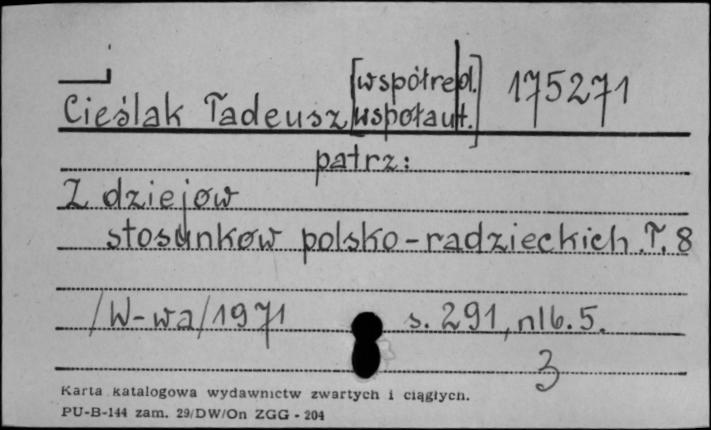 [współred. 175271
Cieślak Tadeusz współaut.]
patrz:
Z dziejów
stosunków polsko-radzieckich. T. 8
/W-wa/1971 s. 291, nlb. 5.
3
Karta katalogowa wydawnictw zwartych i ciągłych.
PU-B-144 zam. 29/DW/On ZGG - 204